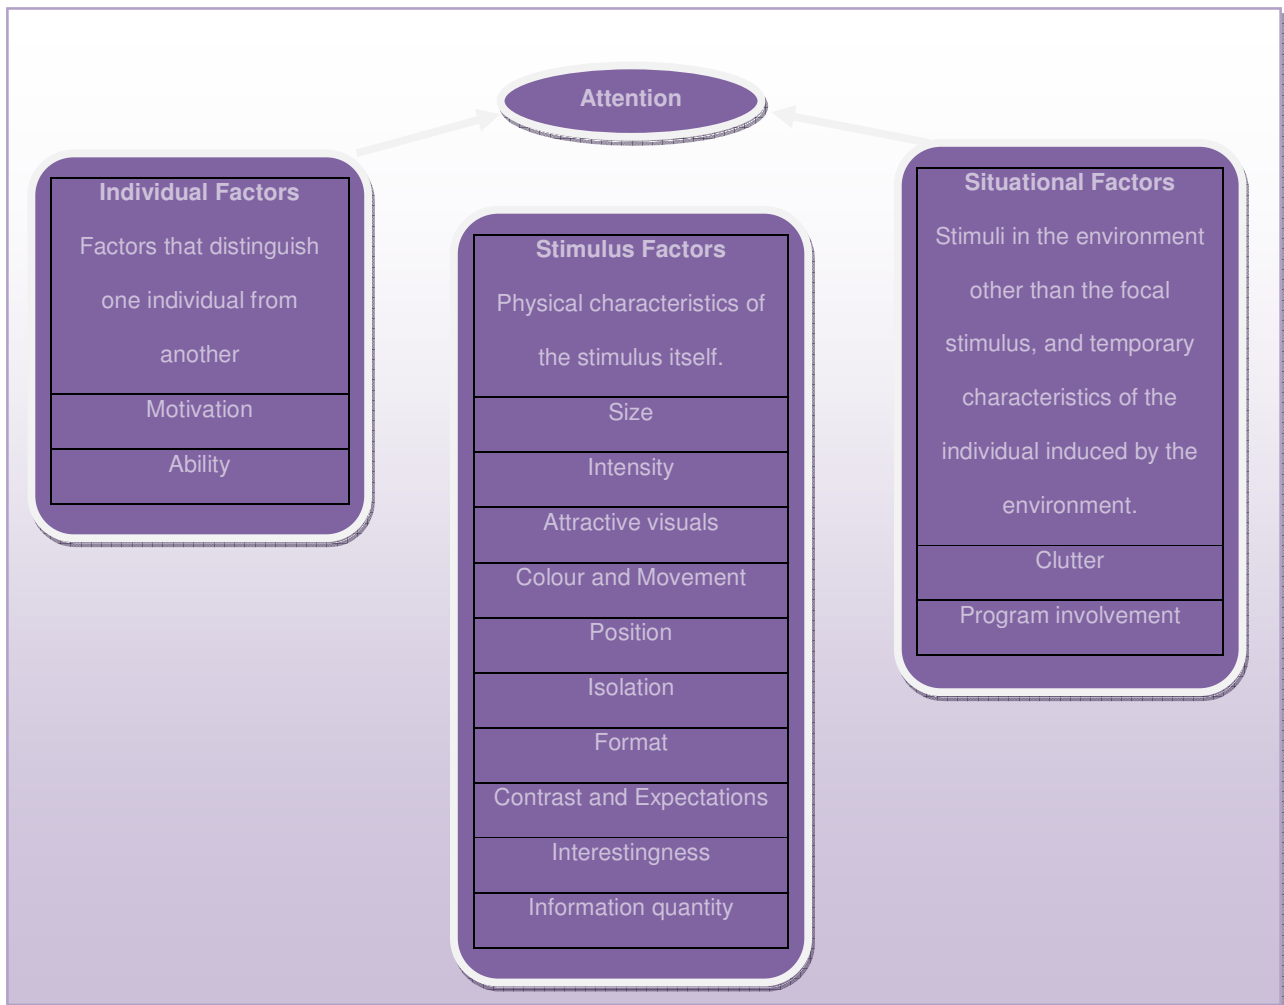 Attention
Individual Factors
Factors that distinguish
one individual from
another
Motivation
Ability
Stimulus Factors
Physical characteristics of
the stimulus itself.
Size
Intensity
Attractive visuals
Colour and Movement
Position
Isolation
Format
Contrast and Expectations
Interestingness
Information quantity
Situational Factors
Stimuli in the environment
other than the focal
stimulus, and temporary
characteristics of the
individual induced by the
environment.
Clutter
Program involvement